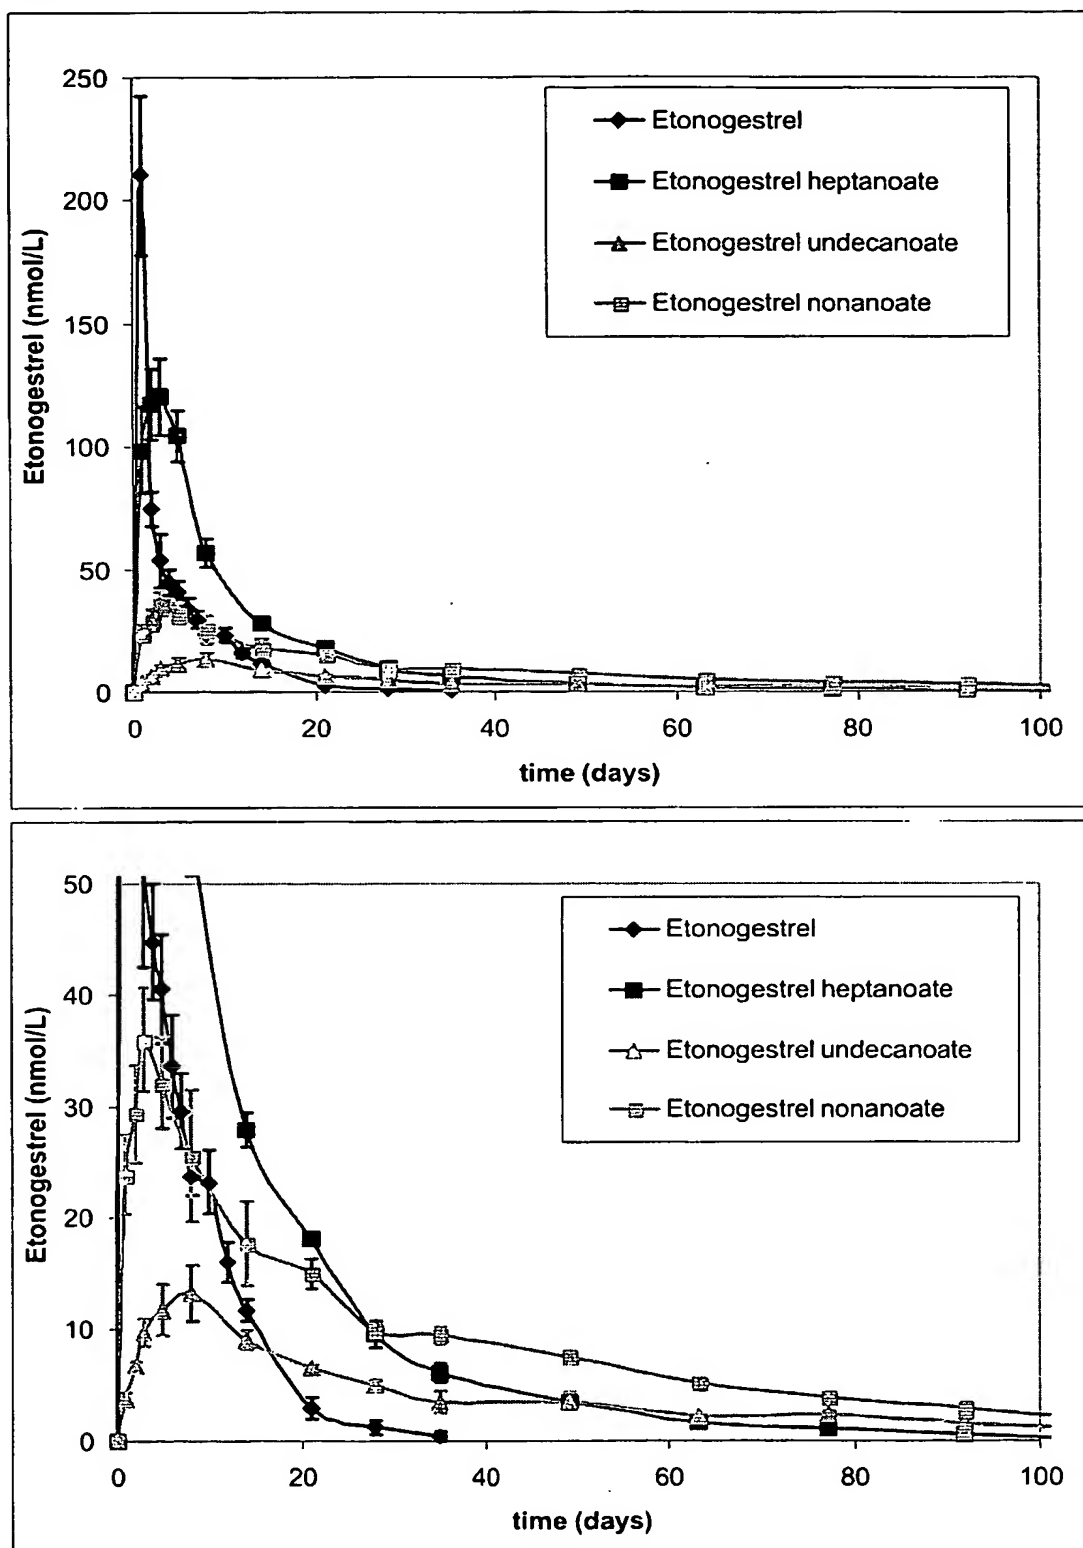 250
200
150
100
50
0
Etonogestrel (nmol/L)
Etonogestrel
Etonogestrel heptanoate
Etonogestrel undecanoate
Etonogestrel nonanoate
0 20 40 60 80 100
time (days)
50
40
30
20
10
0
Etonogestrel (nmol/L)
Etonogestrel
Etonogestrel heptanoate
Etonogestrel undecanoate
Etonogestrel nonanoate
0 20 40 60 80 100
time (days)